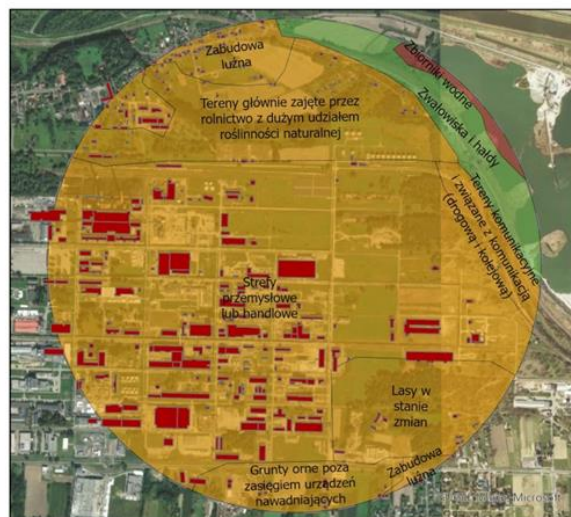 Zabudowa
luźna
Tereny głównie zajęte przez
rolnictwo z dużym udziałem
roślinności naturalnej
Zbiorniki wodne
Zwałowiska i hałdy
Tereny komunikacyjne
i związane z komunikacją
(drogową i kolejową)
Strefy
przemysłowe
lub handlowe
Lasy w
stanie
zmian
Zabudowa
luźna
Grunty orne poza
zasięgiem urządzeń
nawadniających